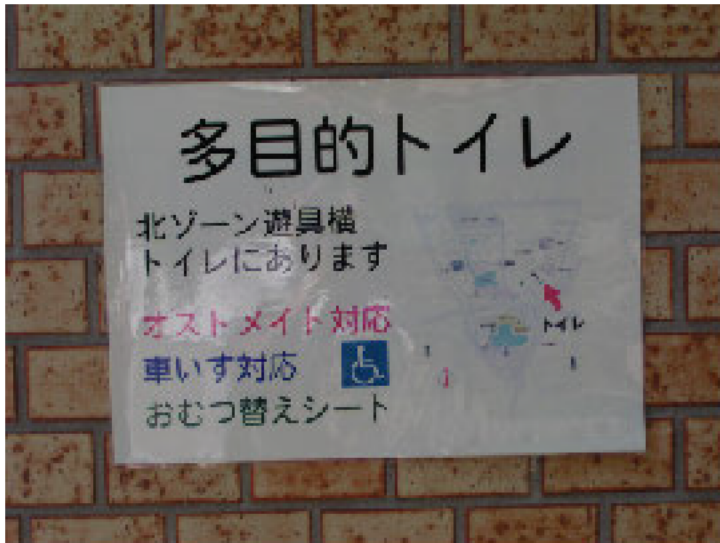 多目的トイレ
北ゾーン遊具横
トイレにあります
オストメイト対応
車いす対応
おむつ替えシート
トイレ